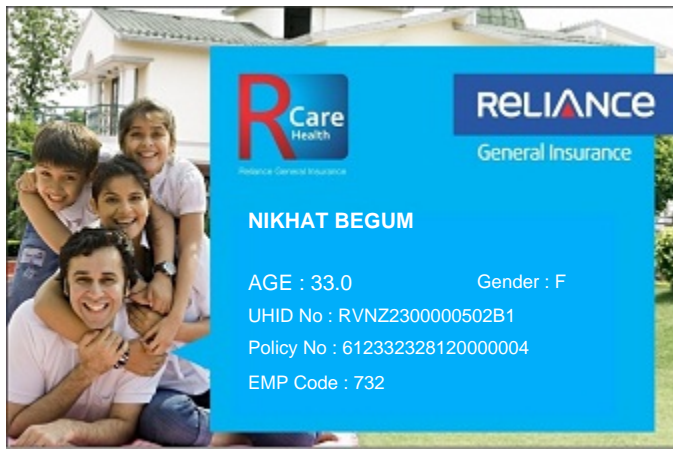 R Care
Health
Reliance General Insurance
RELIANCE
General Insurance
NIKHAT BEGUM
AGE : 33.0 Gender : F
UHID No : RVNZ2300000502B1
Policy No : 612332328120000004
EMP Code : 732